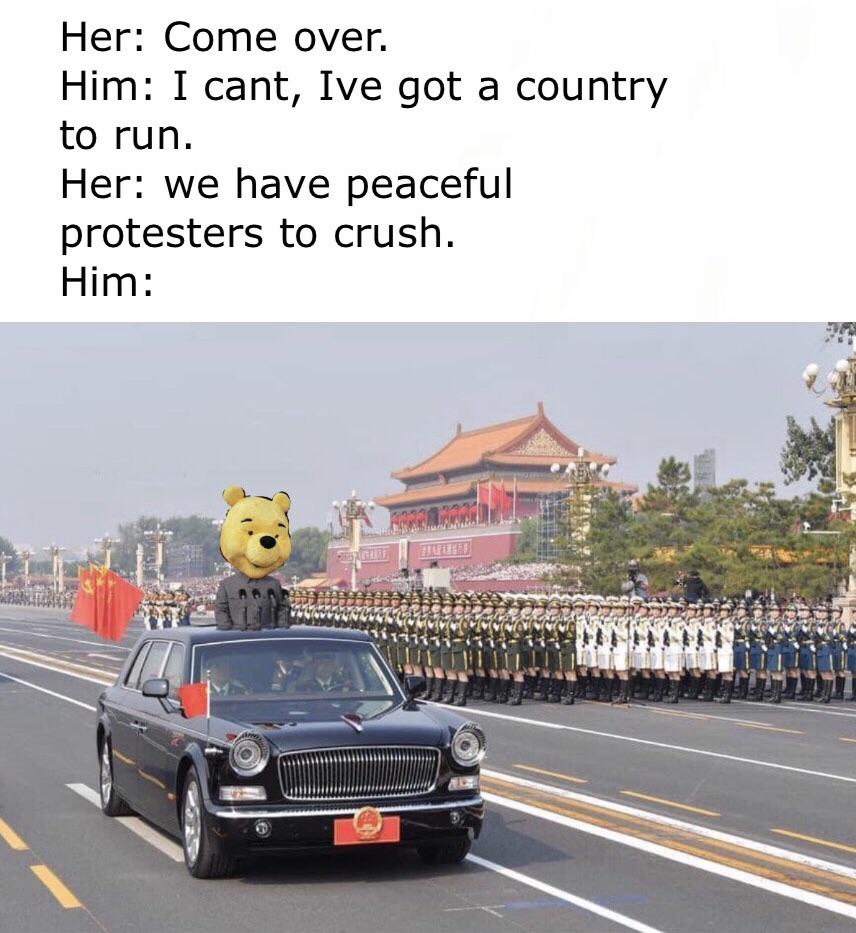 Her: Come over.
Him: I cant, Ive got a country
to run.
Her: we have peaceful
protesters to crush.
Him: